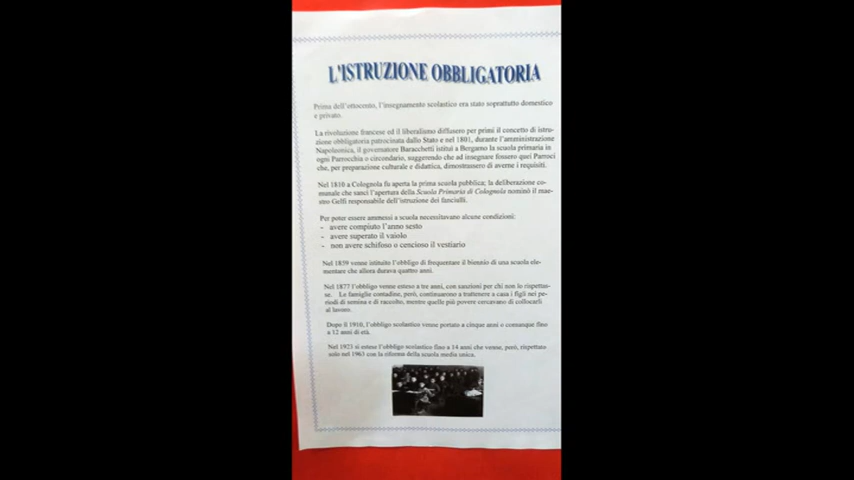 L'ISTRUZIONE OBBLIGATORIA
Prima dell'ottocento, l'insegnamento scolastico era stato soprattutto domestico
e privato.
La rivoluzione francese ed il liberalismo diffusero per primi il concetto di istru-
zione obbligatoria patrocinata dallo Stato e nel 1801, durante l'amministrazione
Napoleonica, il governatore Baracchetti istituì a Bergamo la scuola primaria in
ogni Parrocchia o circondario, suggerendo che ad insegnare fossero quei Parroci
che, per preparazione culturale e didattica, dimostrassero di averne i requisiti.
Nel 1810 a Colognola fu aperta la prima scuola pubblica; la deliberazione co-
munale che sancì l'apertura della Scuola Primaria di Colognola nominò il mae-
stro Gelfi responsabile dell'istruzione dei fanciulli.
Per poter essere ammessi a scuola necessitavano alcune condizioni:
- avere compiuto l'anno sesto
- avere superato il vaiolo
- non avere schifoso o cencioso il vestiario
Nel 1859 venne istituito l'obbligo di frequentare il biennio di una scuola ele-
mentare che allora durava quattro anni.
Nel 1877 l'obbligo venne esteso a tre anni, con sanzioni per chi non lo rispettas-
se. Le famiglie contadine, però, continuarono a trattenere a casa i figli nei pe-
riodi di semina e di raccolto, mentre quelle più povere cercavano di collocarli
al lavoro.
Dopo il 1910, l'obbligo scolastico venne portato a cinque anni o comunque fino
a 12 anni di età.
Nel 1923 si estese l'obbligo scolastico fino a 14 anni che venne, però, rispettato
solo nel 1963 con la riforma della scuola media unica.